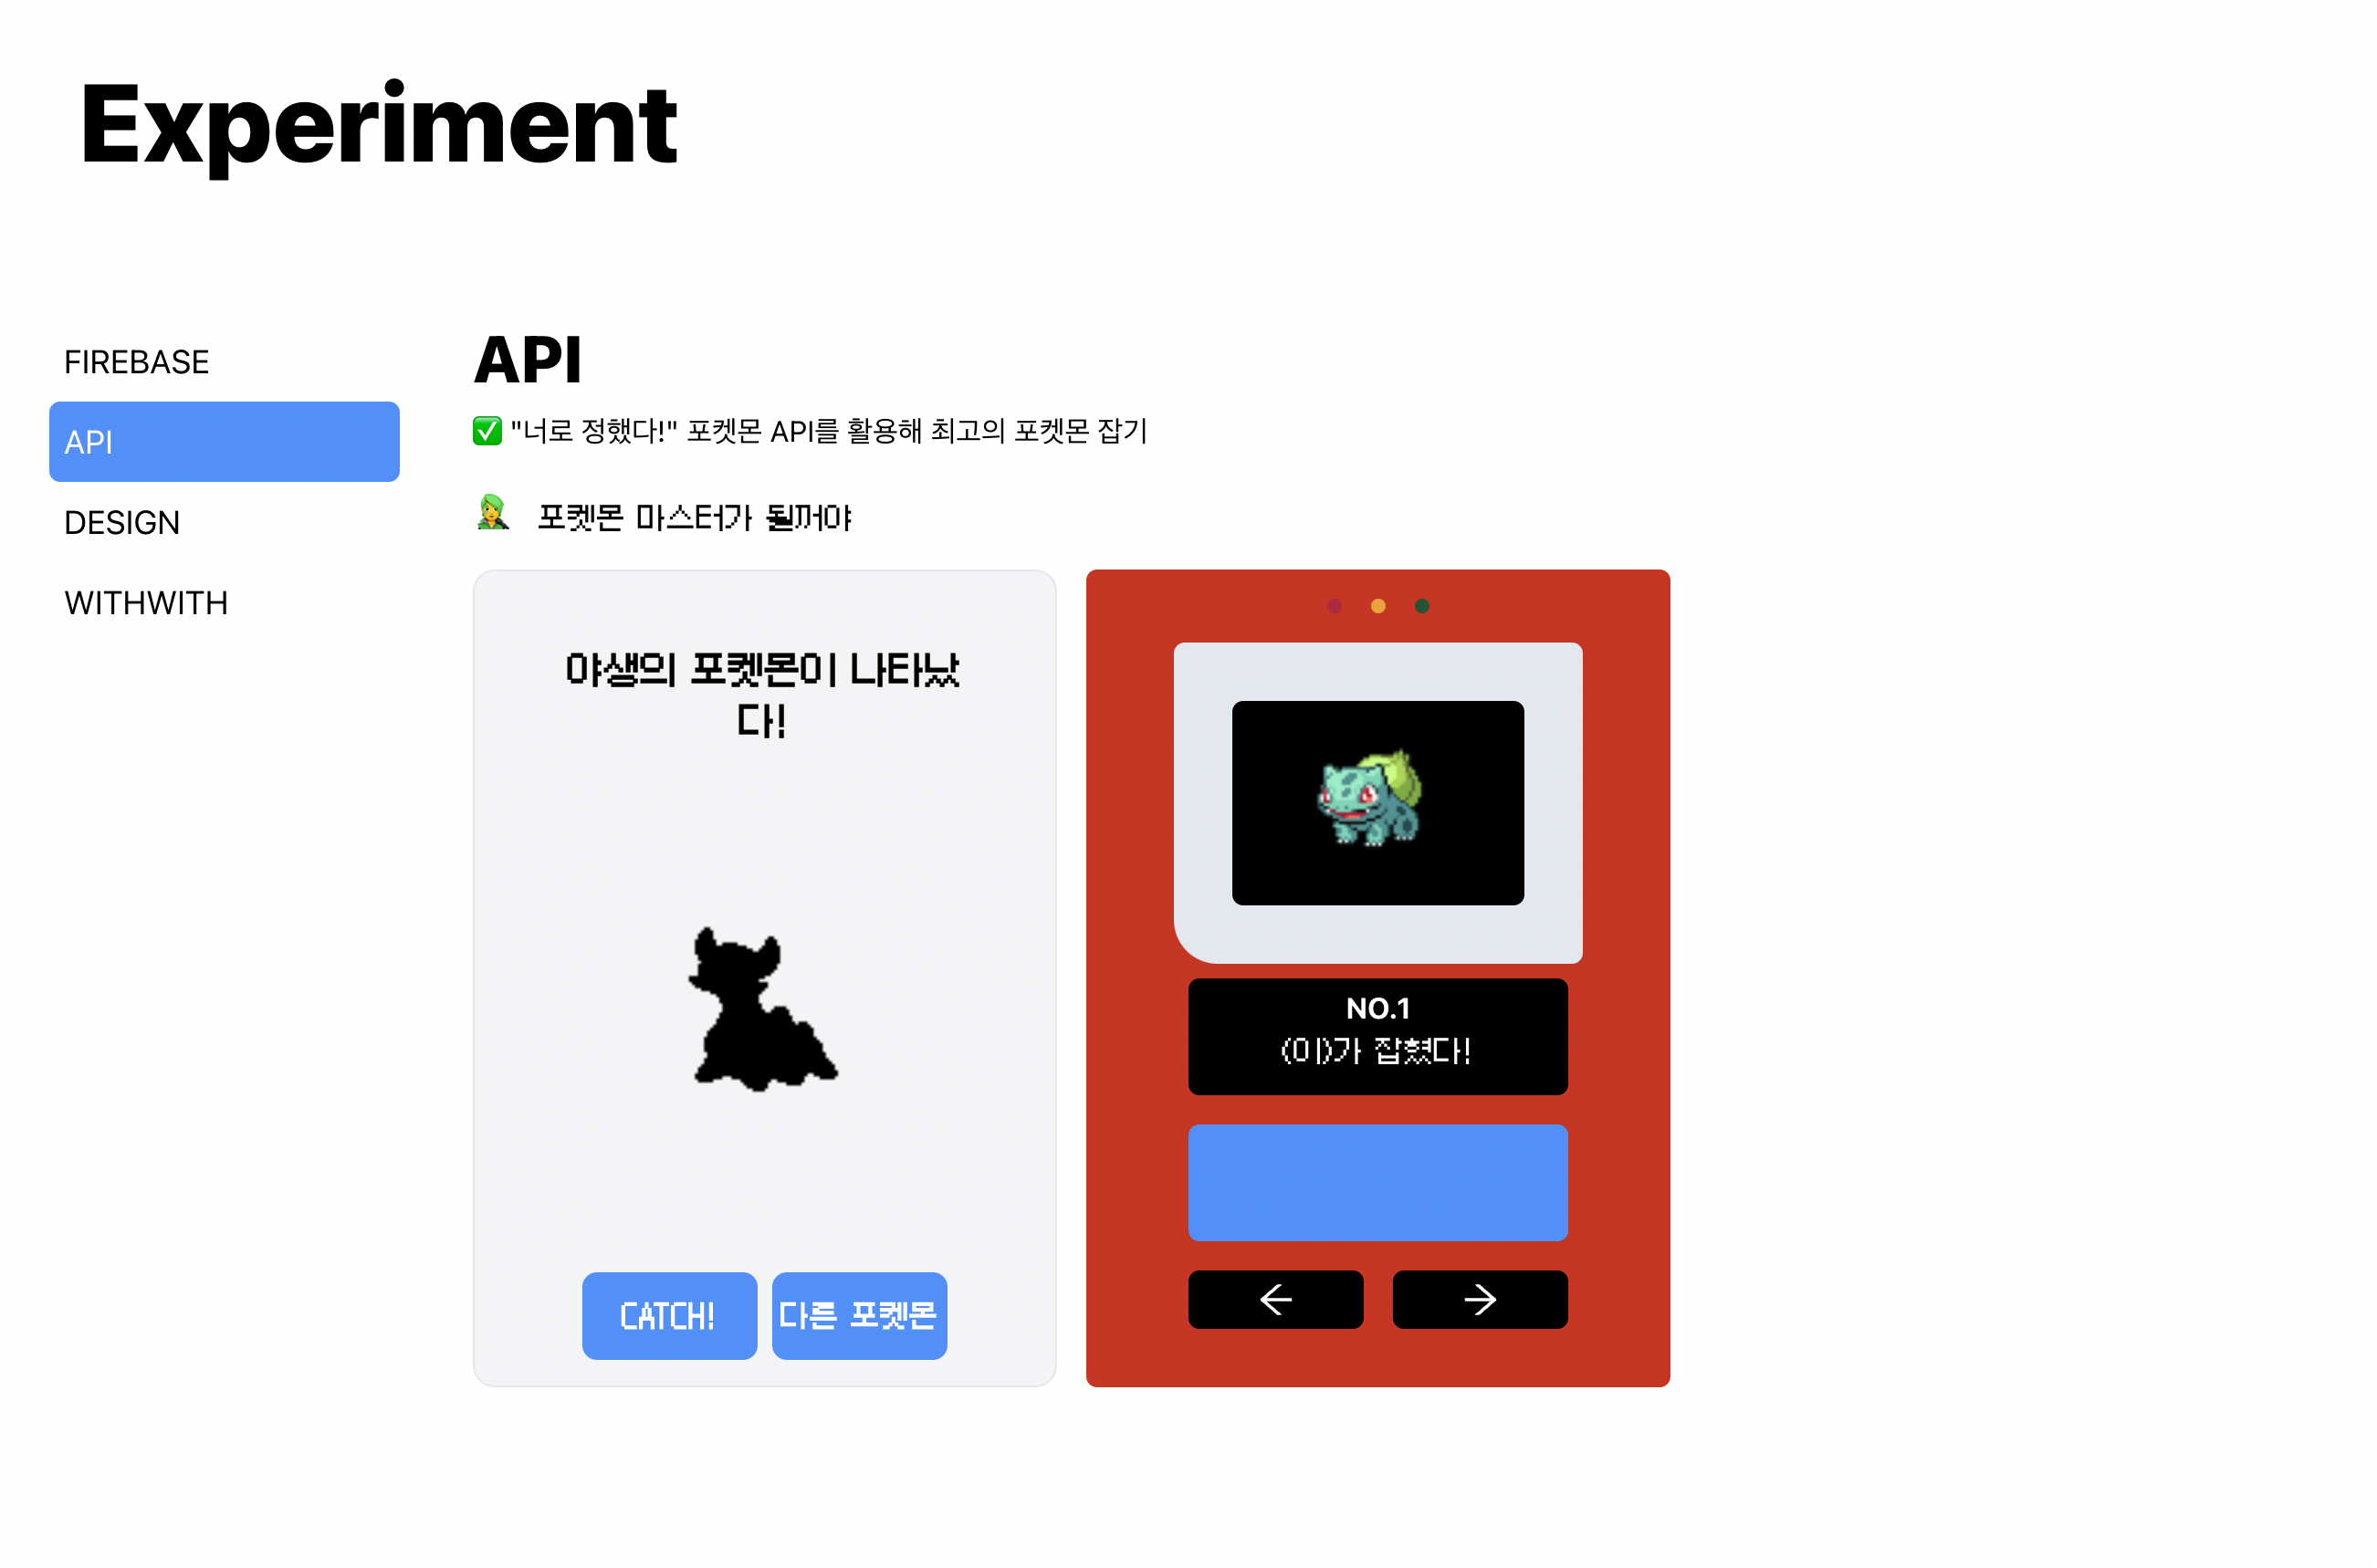 Experiment
FIREBASE
API
DESIGN
WITHWITH
API
✅ "너로 정했다!" 포켓몬 API를 활용해 최고의 포켓몬 잡기
포켓몬 마스터가 될꺼야
야생의 포켓몬이 나타났
다!
CATCH!
다른 포켓몬
NO.1
(이)가 잡혔다!